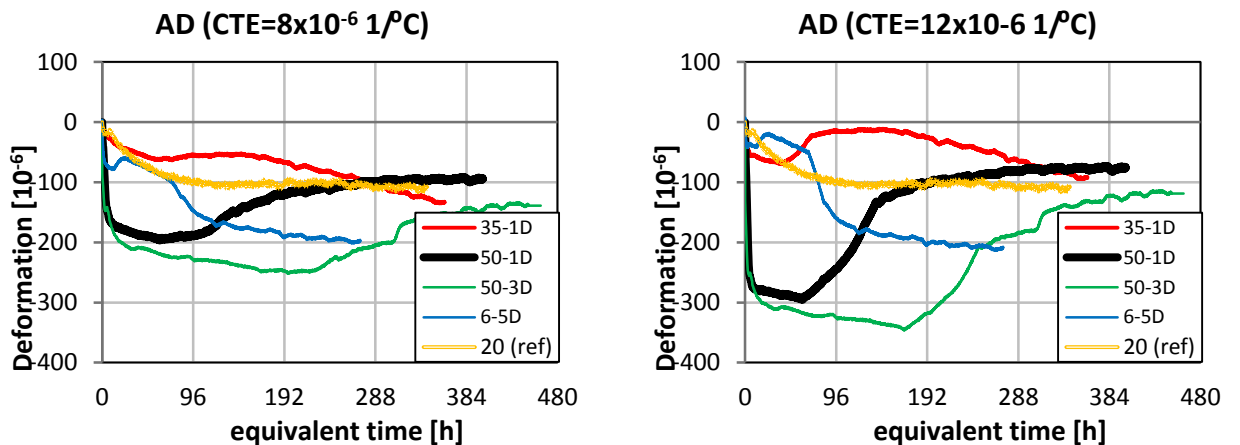 AD (CTE=8x10⁻⁶ 1/ºC)
Deformation [10⁻⁶]
100
0
-100
-200
-300
-400
0 96 192 288 384 480
equivalent time [h]
35-1D
50-1D
50-3D
6-5D
20 (ref)
AD (CTE=12x10-6 1/ºC)
Deformation [10⁻⁶]
100
0
-100
-200
-300
-400
0 96 192 288 384 480
equivalent time [h]
35-1D
50-1D
50-3D
6-5D
20 (ref)